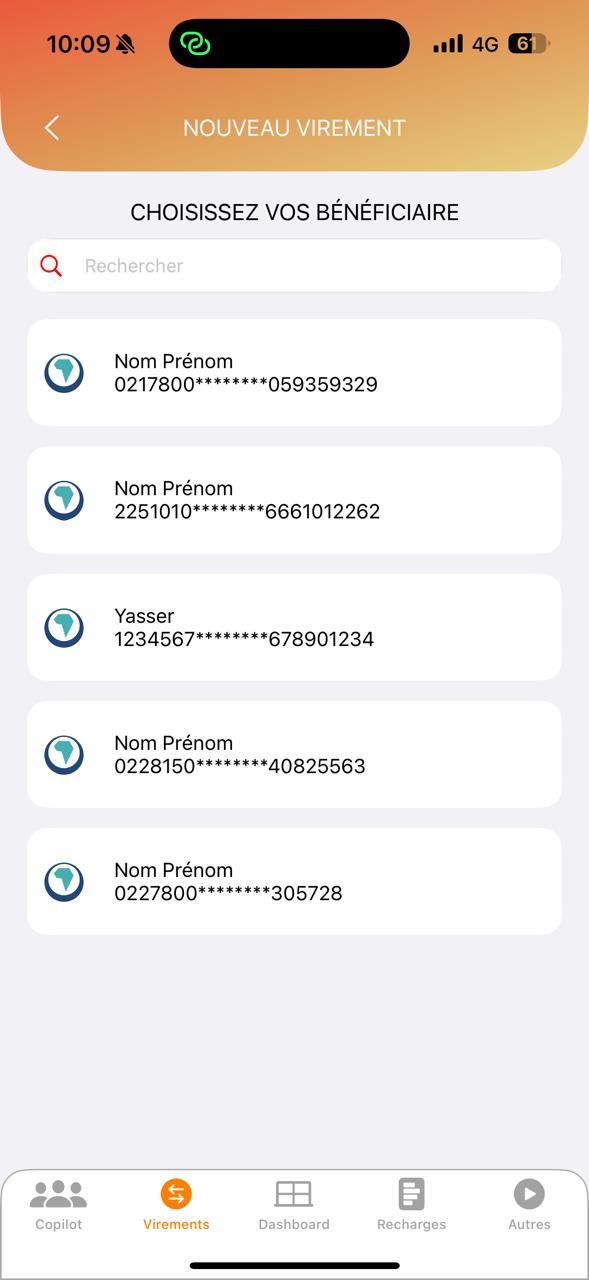 10:09
4G
61
NOUVEAU VIREMENT
CHOISISSEZ VOS BÉNÉFICIAIRE
Rechercher
Nom Prénom
0217800********059359329
Nom Prénom
2251010********6661012262
Yasser
1234567********678901234
Nom Prénom
0228150********40825563
Nom Prénom
0227800********305728
Copilot
Virements
Dashboard
Recharges
Autres